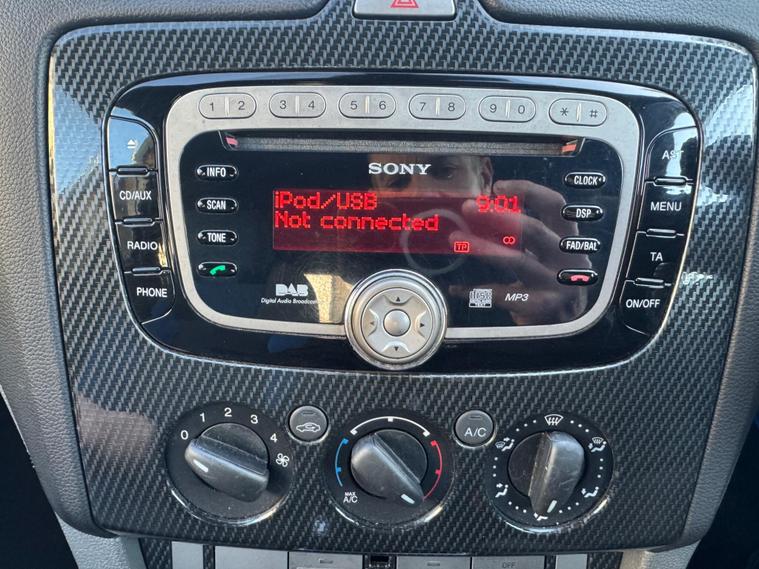 1 2 3 4 5 6 7 8 9 0 * #
INFO
SONY
CLOCK
AST
CD/AUX
SCAN
iPod/USB 9:01
Not connected
DSP
MENU
RADIO
TONE
TP
FAD/BAL
TA
PHONE
DAB
Digital Audio Broadcast
MP3
ON/OFF
0 1 2 3 4
MAX
A/C
A/C
OFF